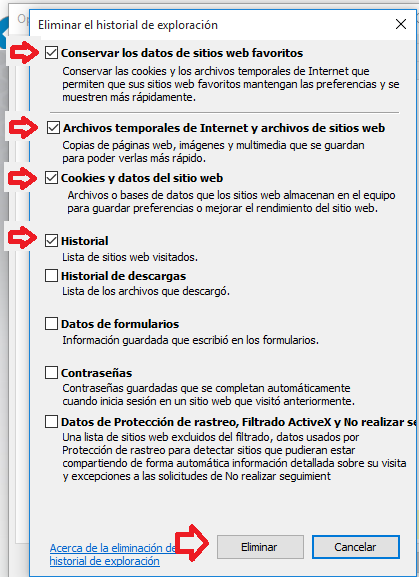 Op
Eliminar el historial de exploración
Conservar los datos de sitios web favoritos
Conservar las cookies y los archivos temporales de Internet que
permiten que sus sitios web favoritos mantengan las preferencias y se
muestren más rápidamente.
Archivos temporales de Internet y archivos de sitio web
Copias de páginas web, imágenes y multimedia que se guardan
para poder verlas más rápido.
Cookies y datos del sitio web
Archivos o bases de datos que los sitios web almacenan en el equipo
para guardar preferencias o mejorar el rendimiento del sitio web.
Historial
Lista de sitios web visitados.
Historial de descargas
Lista de los archivos que descargó.
Datos de formularios
Información guardada que escribió en los formularios.
Contraseñas
Contraseñas guardadas que se completan automáticamente
cuando inicia sesión en un sitio web que visitó anteriormente.
Datos de Protección de rastreo, Filtrado ActiveX y No realizar se
Una lista de sitios web excluidos del filtrado, datos usados por
Protección de rastreo para detectar sitios que pudieran estar
compartiendo de forma automática información detallada sobre su visita
y excepciones a las solicitudes de No realizar seguimient
Acerca de la eliminación de
historial de exploración
Eliminar
Cancelar